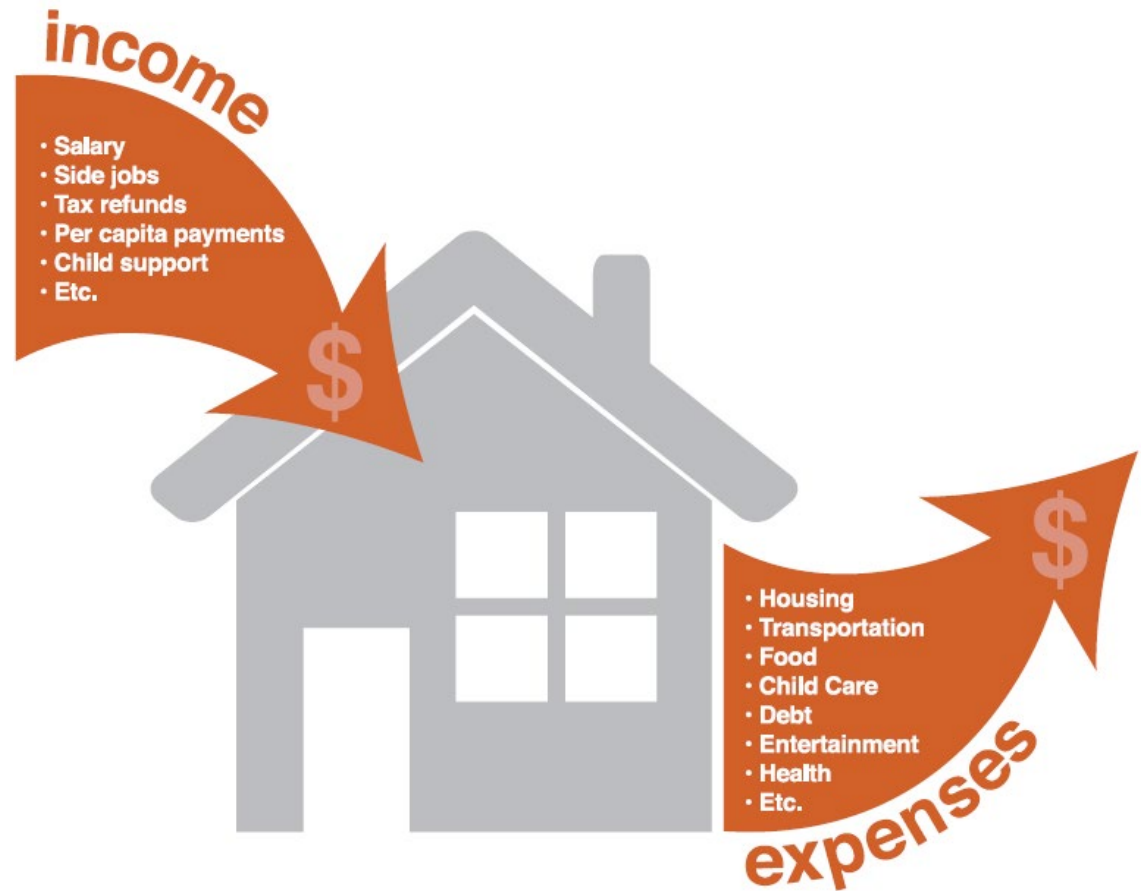 income
• Salary
• Side jobs
• Tax refunds
• Per capita payments
• Child support
• Etc.
$
$
• Housing
• Transportation
• Food
• Child Care
• Debt
• Entertainment
• Health
• Etc.
expenses